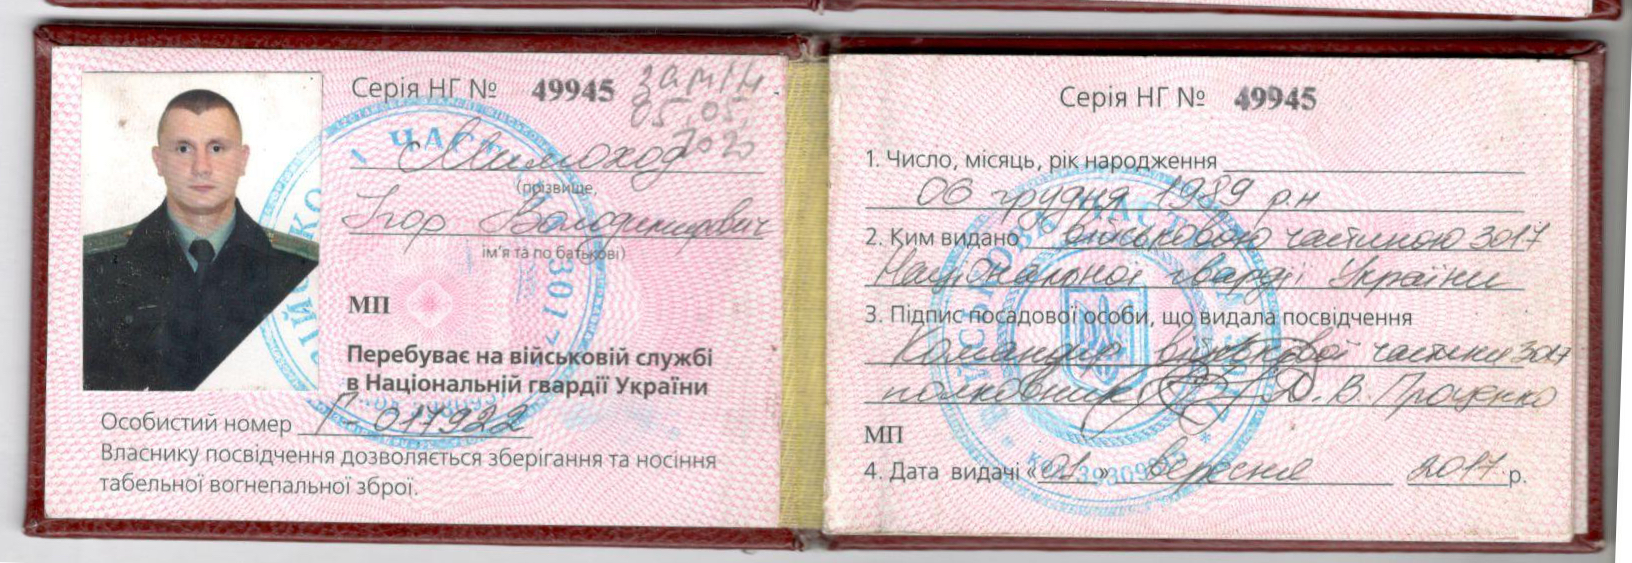 Серія НГ № 49945
замін
05.05.
2020
Мимоход
(прізвище,
Ігор Володимирович
ім'я та по батькові)
МП
Перебуває на військовій службі
в Національній гвардії України
Особистий номер Г-017922
Власнику посвідчення дозволяється зберігання та носіння
табельної вогнепальної зброї.
Серія НГ № 49945
1. Число, місяць, рік народження
06 грудня 1989 р.н
2. Ким видано військовою частиною 3017
Національної гвардії України
3. Підпис посадової особи, що видала посвідчення
Командир військової частини 3017
полковник Д. В. Проценко
МП
4. Дата видачі «01» вересня 2017 р.